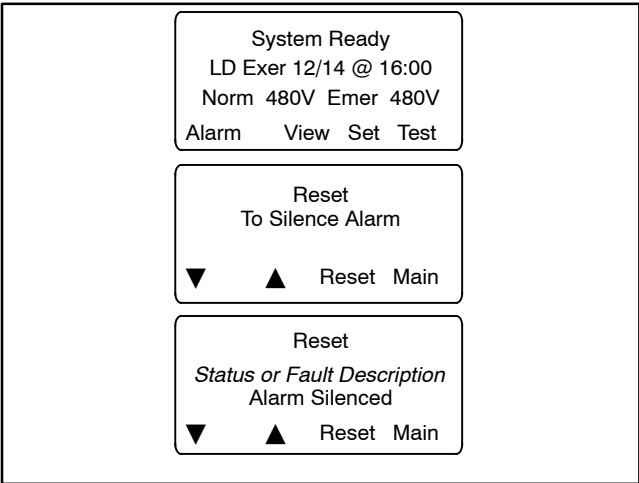 System Ready
LD Exer 12/14 @ 16:00
Norm 480V Emer 480V
Alarm View Set Test
Reset
To Silence Alarm
▼ ▲ Reset Main
Reset
Status or Fault Description
Alarm Silenced
▼ ▲ Reset Main